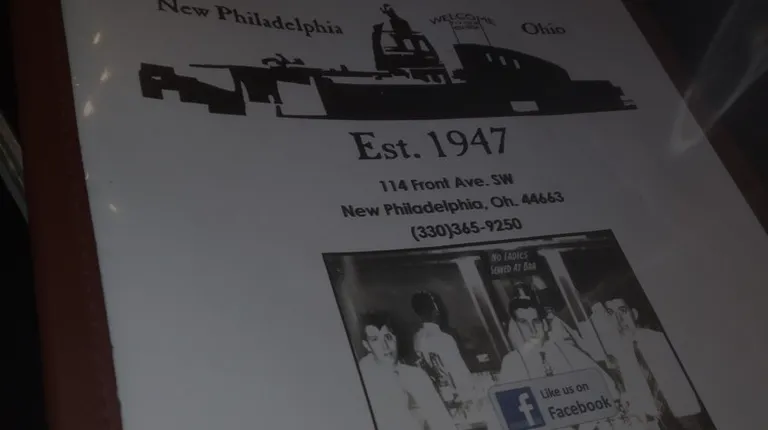 New Philadelphia
WELCOME
Ohio
Est. 1947
114 Front Ave. SW
New Philadelphia, Oh. 44663
(330)365-9250
NO LADIES
SERVED AT BAR
Like us on
Facebook